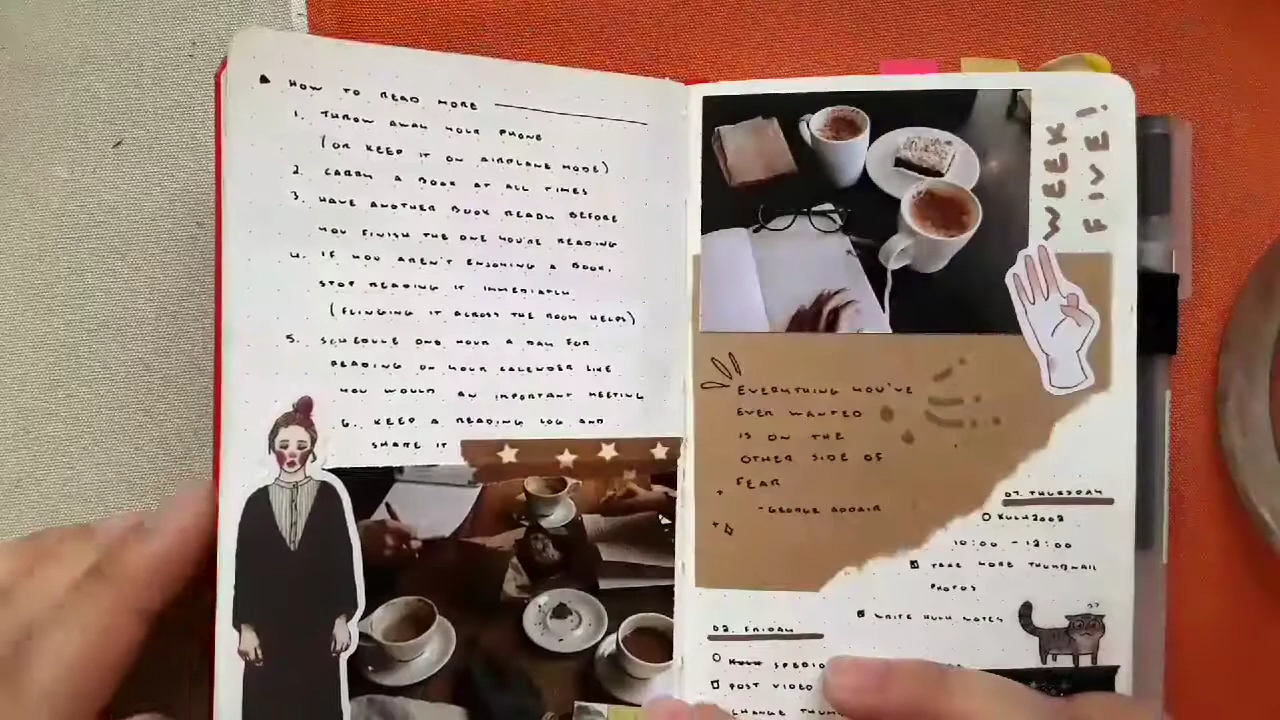 HOW TO READ MORE
1. THROW AWAY YOUR PHONE
(OR KEEP IT ON AIRPLANE MODE)
2. CARRY A BOOK AT ALL TIMES
3. HAVE ANOTHER BOOK READY BEFORE
YOU FINISH THE ONE YOU'RE READING
4. IF YOU AREN'T ENJOYING A BOOK,
STOP READING IT IMMEDIATLY
(FLINGING IT ACROSS THE ROOM HELPS)
5. SCHEDULE ONE HOUR A DAY FOR
READING ON YOUR CALENDER LIKE
YOU WOULD AN IMPORTANT MEETING
6. KEEP A READING LOG AND
SHARE IT
WEEK
FIVE!
EVERYTHING YOU'VE
EVER WANTED
IS ON THE
OTHER SIDE OF
FEAR
- GEORGE ADDAIR
01. THURSDAY
10:00 - 12:00
TAKE MORE THUMBNAIL
PHOTOS
WRITE NOTES
02. FRIDAY
POST VIDEO
CHANGE